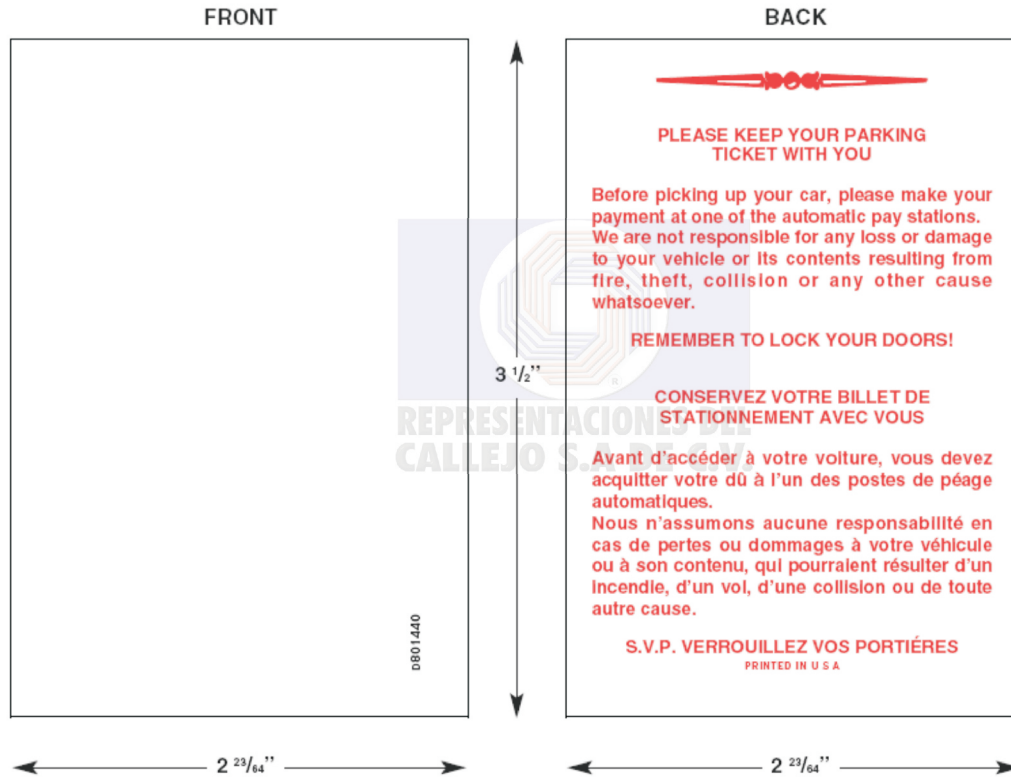 FRONT
D801440
2 23/64”
3 1/2”
BACK
PLEASE KEEP YOUR PARKING
TICKET WITH YOU
Before picking up your car, please make your
payment at one of the automatic pay stations.
We are not responsible for any loss or damage
to your vehicle or its contents resulting from
fire, theft, collision or any other cause
whatsoever.
REMEMBER TO LOCK YOUR DOORS!
CONSERVEZ VOTRE BILLET DE
STATIONNEMENT AVEC VOUS
Avant d’accéder à votre voiture, vous devez
acquitter votre dû à l’un des postes de péage
automatiques.
Nous n’assumons aucune responsabilité en
cas de pertes ou dommages à votre véhicule
ou à son contenu, qui pourraient résulter d’un
incendie, d’un vol, d’une collision ou de toute
autre cause.
S.V.P. VERROUILLEZ VOS PORTIÉRES
PRINTED IN U S A
2 23/64”
REPRESENTACIONES DEL
CALLEJO S.A DE C.V.
®